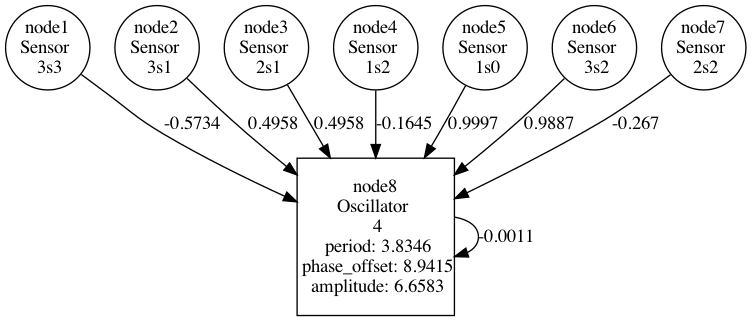 node1
Sensor
3s3
node2
Sensor
3s1
node3
Sensor
2s1
node4
Sensor
1s2
node5
Sensor
1s0
node6
Sensor
3s2
node7
Sensor
2s2
-0.5734
0.4958
0.4958
-0.1645
0.9997
0.9887
-0.267
node8
Oscillator
4
period: 3.8346
phase_offset: 8.9415
amplitude: 6.6583
-0.0011